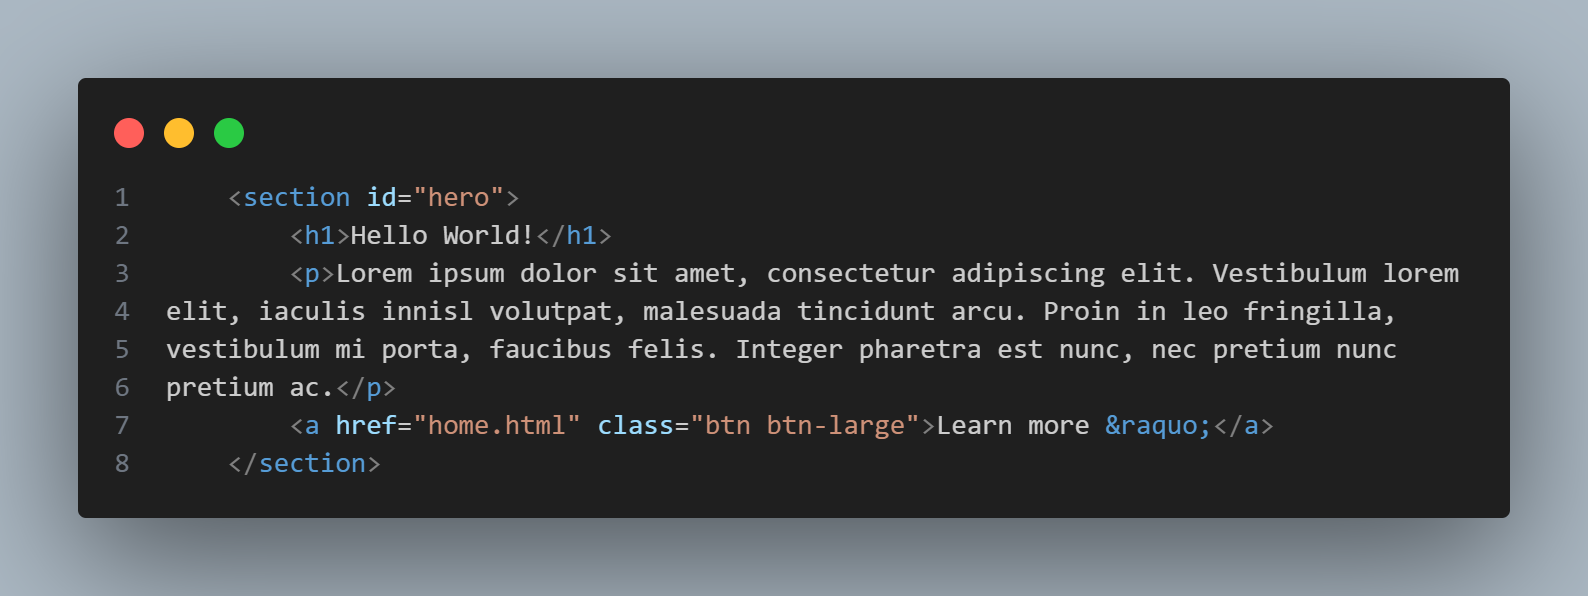 1    <section id="hero">
2        <h1>Hello World!</h1>
3        <p>Lorem ipsum dolor sit amet, consectetur adipiscing elit. Vestibulum lorem
4 elit, iaculis innisl volutpat, malesuada tincidunt arcu. Proin in leo fringilla,
5 vestibulum mi porta, faucibus felis. Integer pharetra est nunc, nec pretium nunc
6 pretium ac.</p>
7        <a href="home.html" class="btn btn-large">Learn more &raquo;</a>
8    </section>